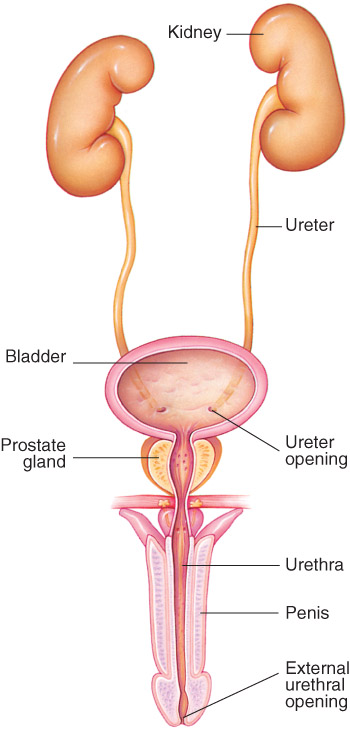 Kidney
Ureter
Bladder
Prostate
gland
Ureter
opening
Urethra
Penis
External
urethral
opening